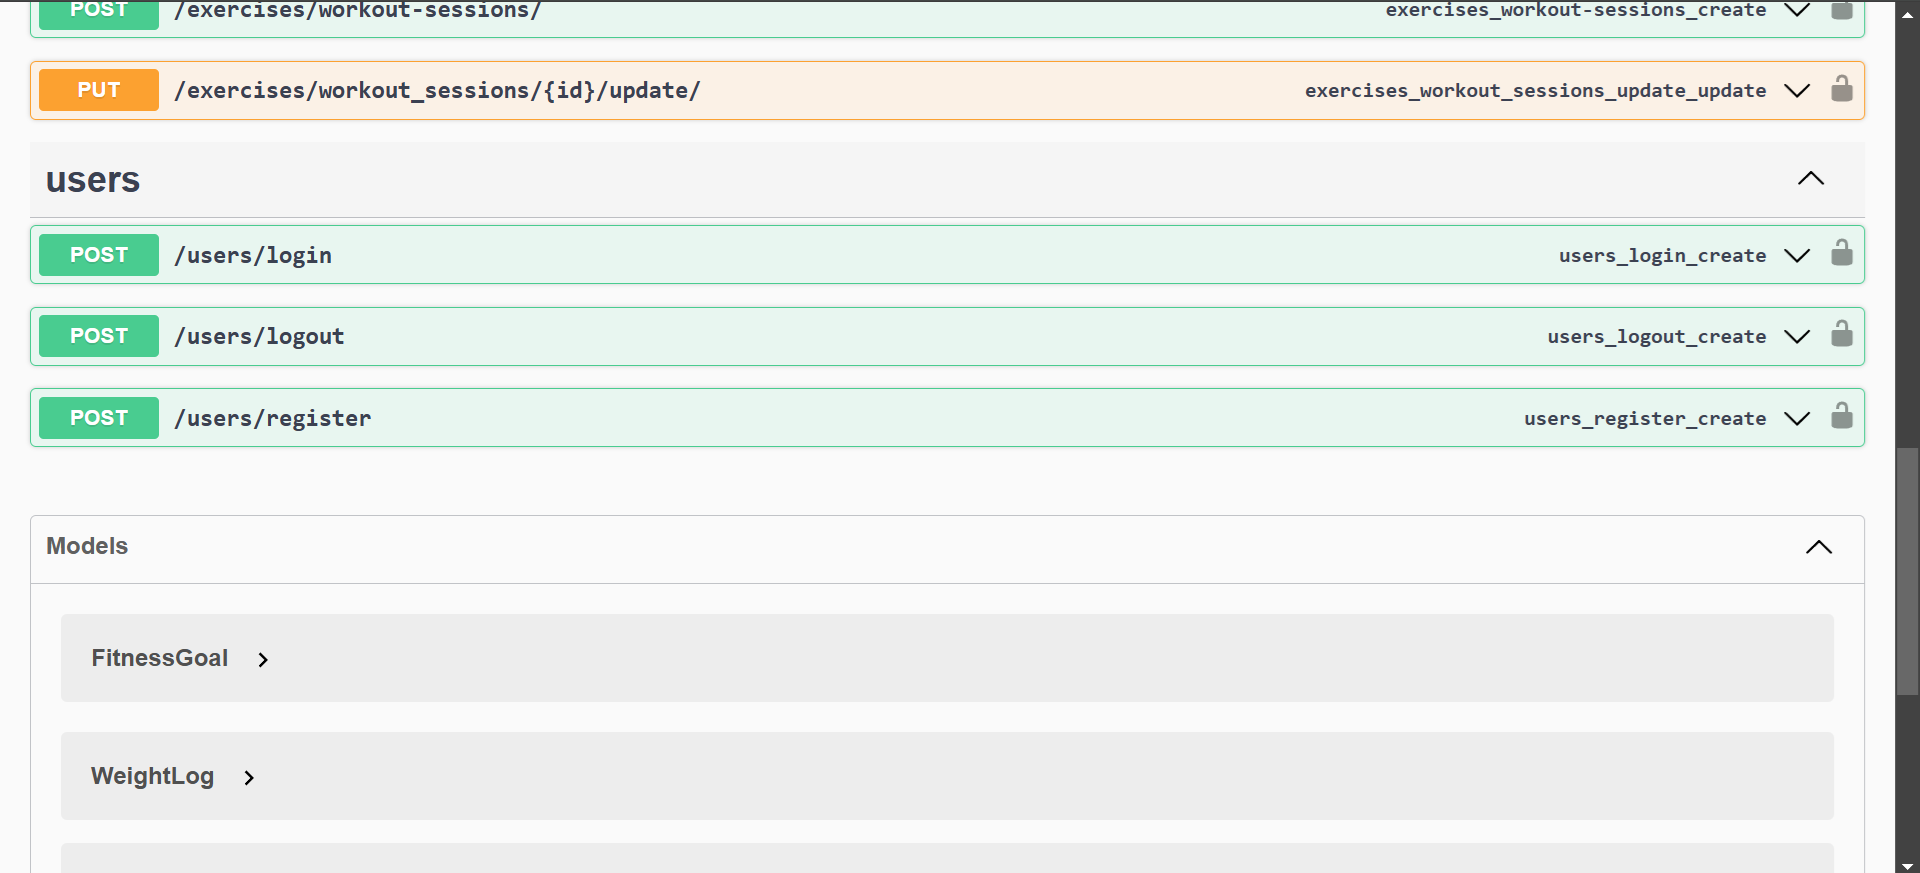 POST /exercises/workout-sessions/ exercises_workout-sessions_create
PUT /exercises/workout_sessions/{id}/update/ exercises_workout_sessions_update_update
users
POST /users/login users_login_create
POST /users/logout users_logout_create
POST /users/register users_register_create
Models
FitnessGoal
WeightLog